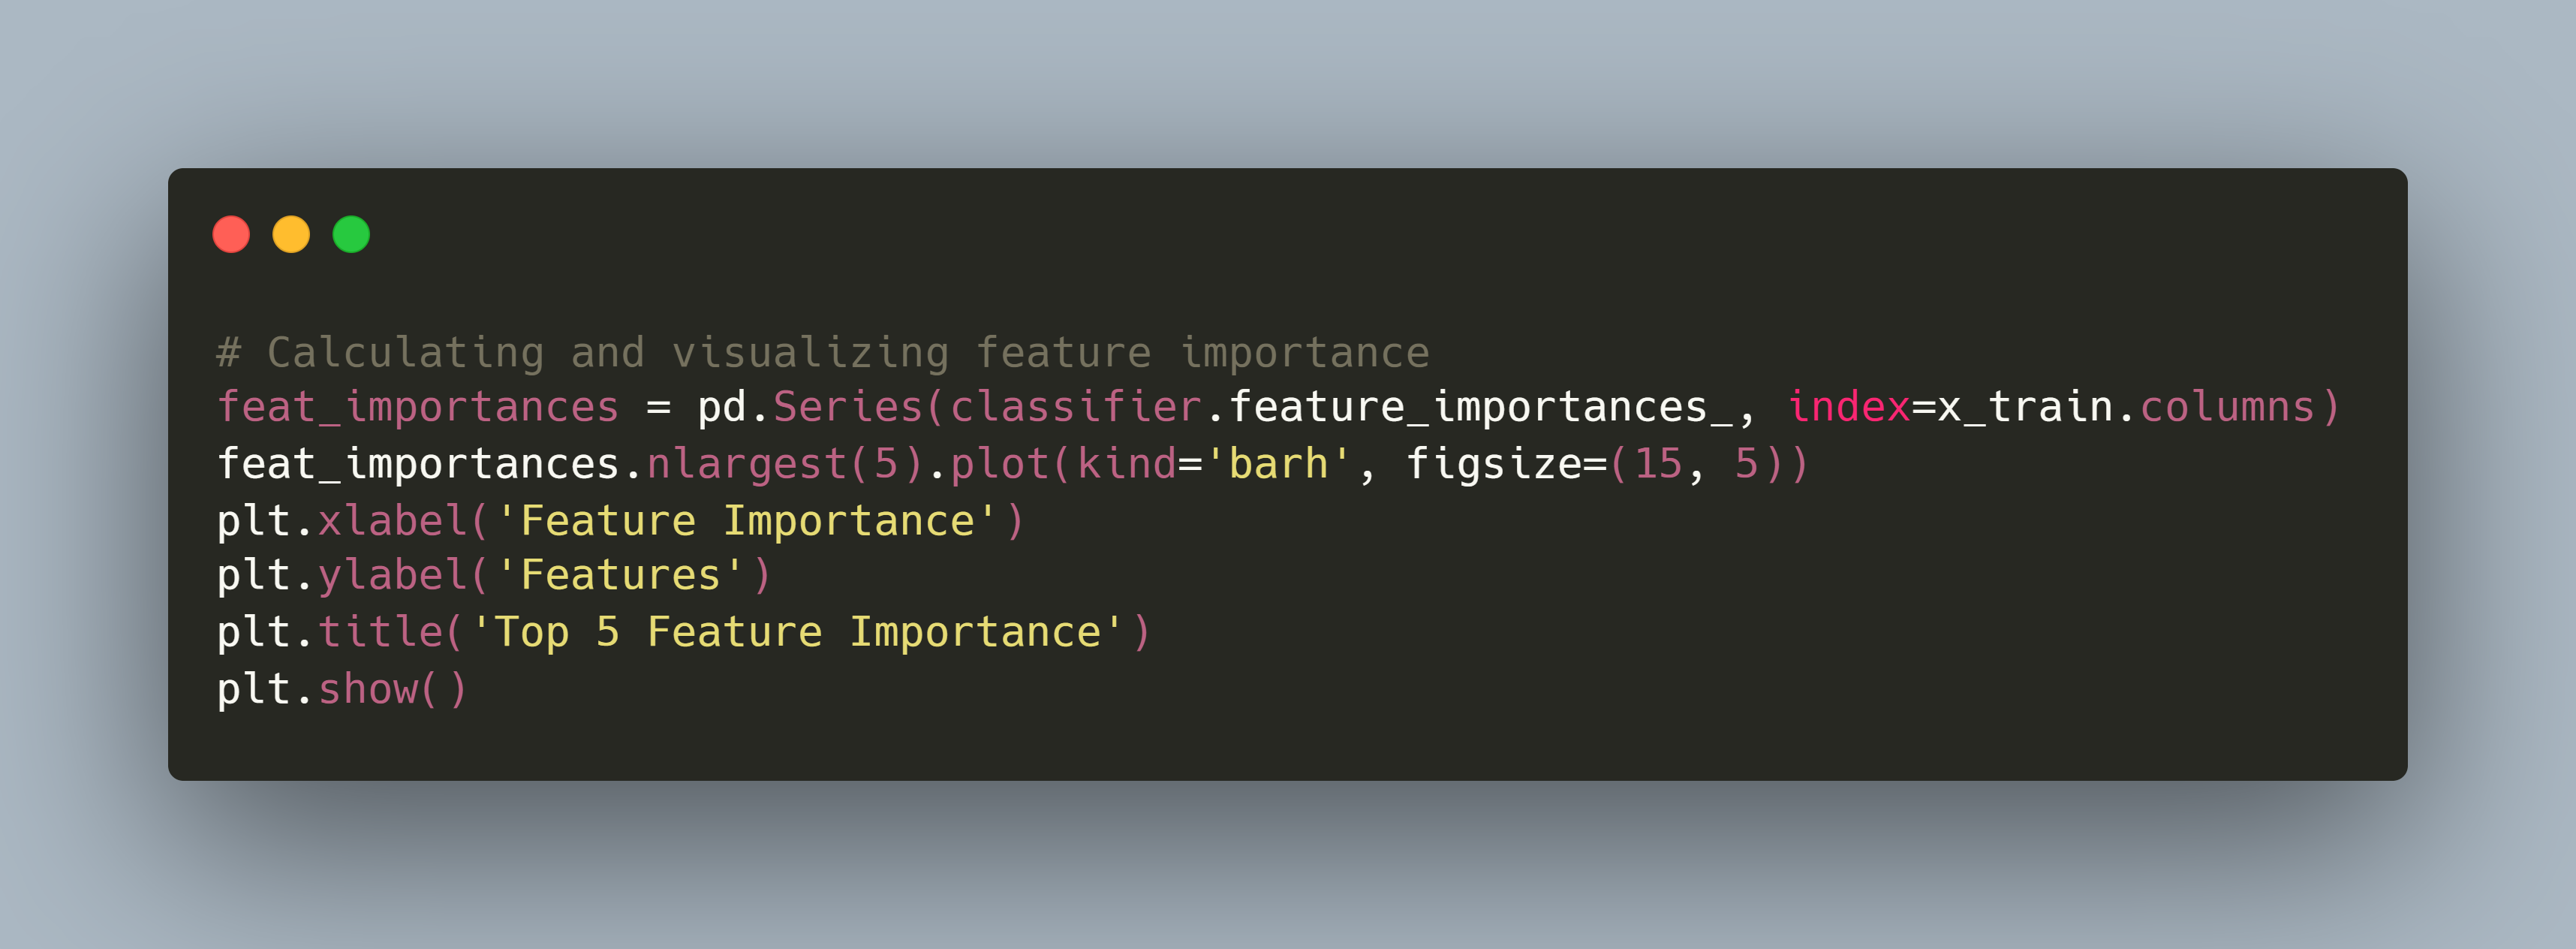 # Calculating and visualizing feature importance
feat_importances = pd.Series(classifier.feature_importances_, index=x_train.columns)
feat_importances.nlargest(5).plot(kind='barh', figsize=(15, 5))
plt.xlabel('Feature Importance')
plt.ylabel('Features')
plt.title('Top 5 Feature Importance')
plt.show()